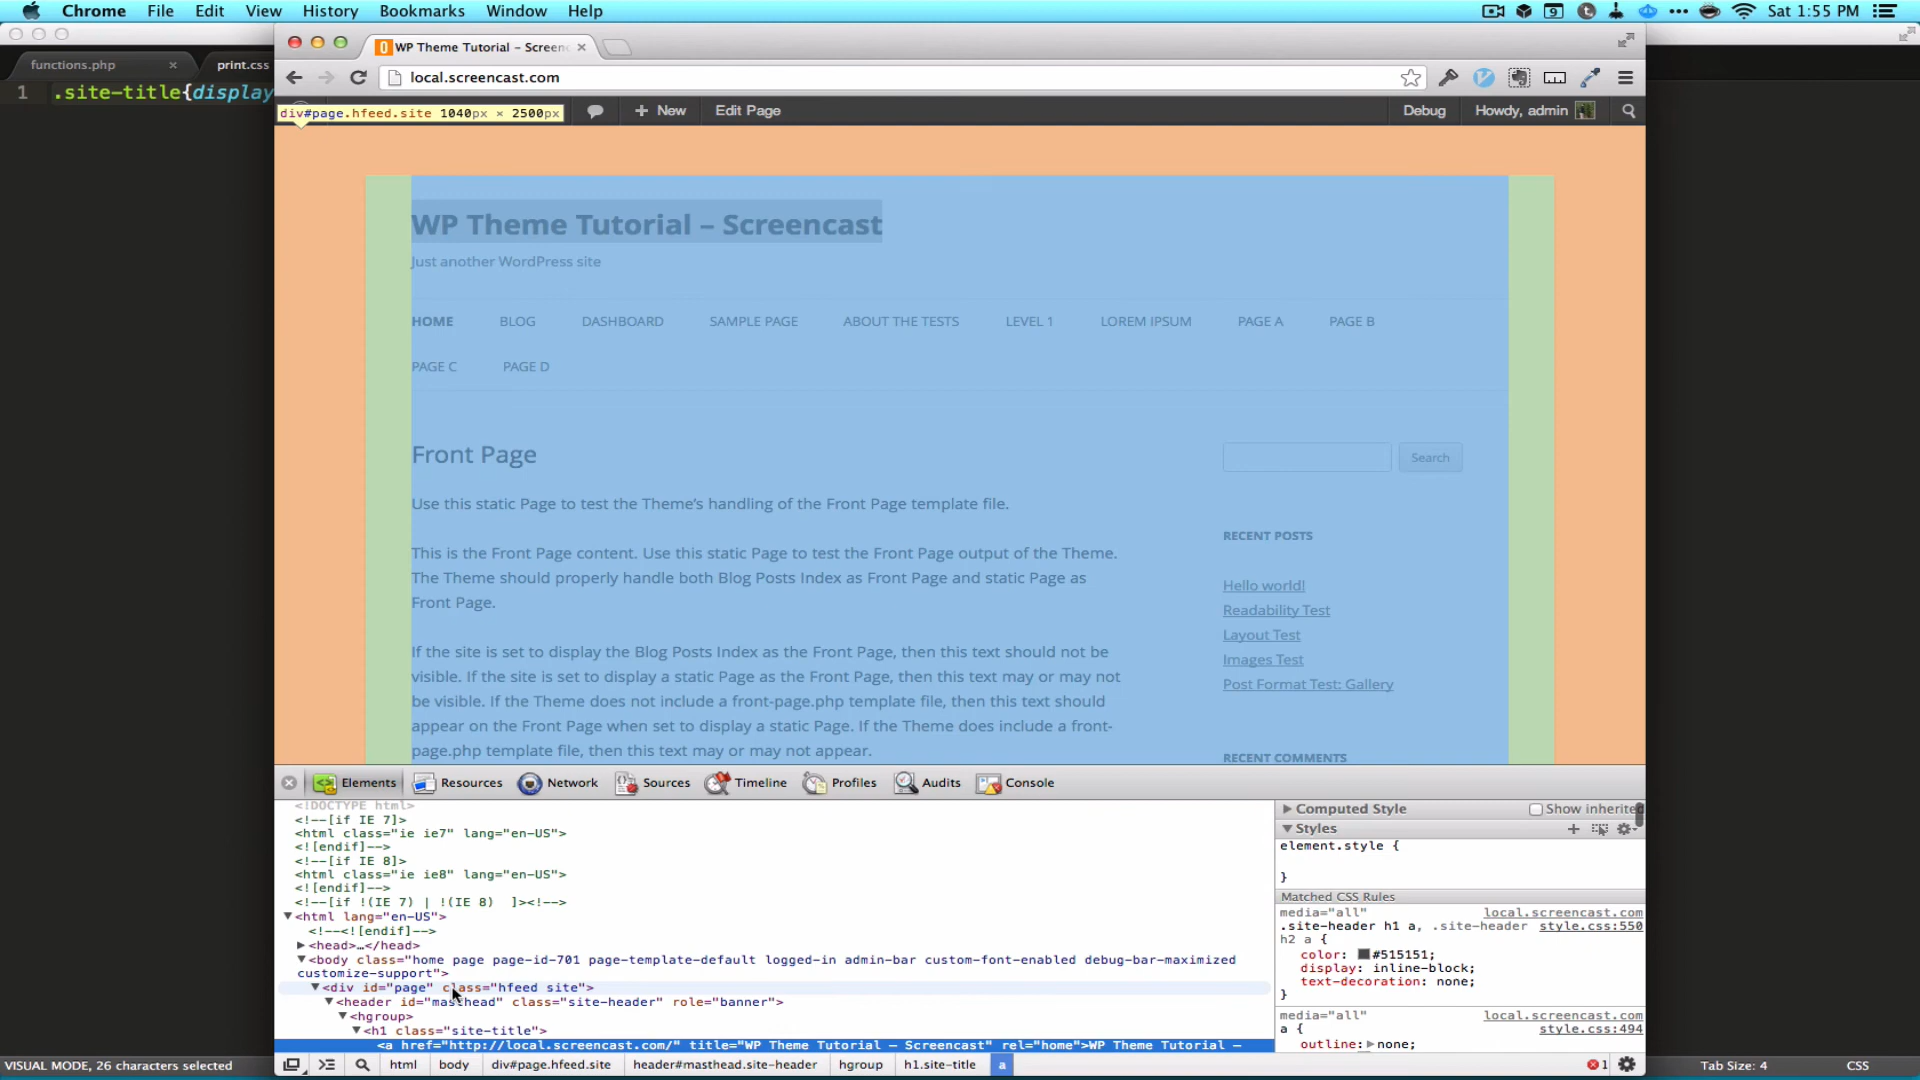 Chrome File Edit View History Bookmarks Window Help
9 Sat 1:55 PM
functions.php × print.css
WP Theme Tutorial – Screen ×
local.screencast.com
1 .site-title{display
div#page.hfeed.site 1040px × 2500px
+ New Edit Page Debug Howdy, admin
WP Theme Tutorial – Screencast
Just another WordPress site
HOME BLOG DASHBOARD SAMPLE PAGE ABOUT THE TESTS LEVEL 1 LOREM IPSUM PAGE A PAGE B
PAGE C PAGE D
Front Page
Search
Use this static Page to test the Theme's handling of the Front Page template file.
This is the Front Page content. Use this static Page to test the Front Page output of the Theme.
The Theme should properly handle both Blog Posts Index as Front Page and static Page as
Front Page.
If the site is set to display the Blog Posts Index as the Front Page, then this text should not be
visible. If the site is set to display a static Page as the Front Page, then this text may or may not
be visible. If the Theme does not include a front-page.php template file, then this text should
appear on the Front Page when set to display a static Page. If the Theme does include a front-
page.php template file, then this text may or may not appear.
RECENT POSTS
Hello world!
Readability Test
Layout Test
Images Test
Post Format Test: Gallery
RECENT COMMENTS
Elements Resources Network Sources Timeline Profiles Audits Console
<!DOCTYPE html>
<!--[if IE 7]>
<html class="ie ie7" lang="en-US">
<![endif]-->
<!--[if IE 8]>
<html class="ie ie8" lang="en-US">
<![endif]-->
<!--[if !(IE 7) | !(IE 8)  ]><!-->
<html lang="en-US">
<!--<![endif]-->
<head>…</head>
<body class="home page page-id-701 page-template-default logged-in admin-bar custom-font-enabled debug-bar-maximized
customize-support">
<div id="page" class="hfeed site">
<header id="masthead" class="site-header" role="banner">
<hgroup>
<h1 class="site-title">
<a href="http://local.screencast.com/" title="WP Theme Tutorial – Screencast" rel="home">WP Theme Tutorial –
Computed Style Show inherited
Styles
element.style {
}
Matched CSS Rules
media="all" local.screencast.com
.site-header h1 a, .site-header style.css:550
h2 a {
color: #515151;
display: inline-block;
text-decoration: none;
}
media="all" local.screencast.com
a { style.css:494
outline: none;
html body div#page.hfeed.site header#masthead.site-header hgroup h1.site-title a
1
VISUAL MODE, 26 characters selected
Tab Size: 4 CSS